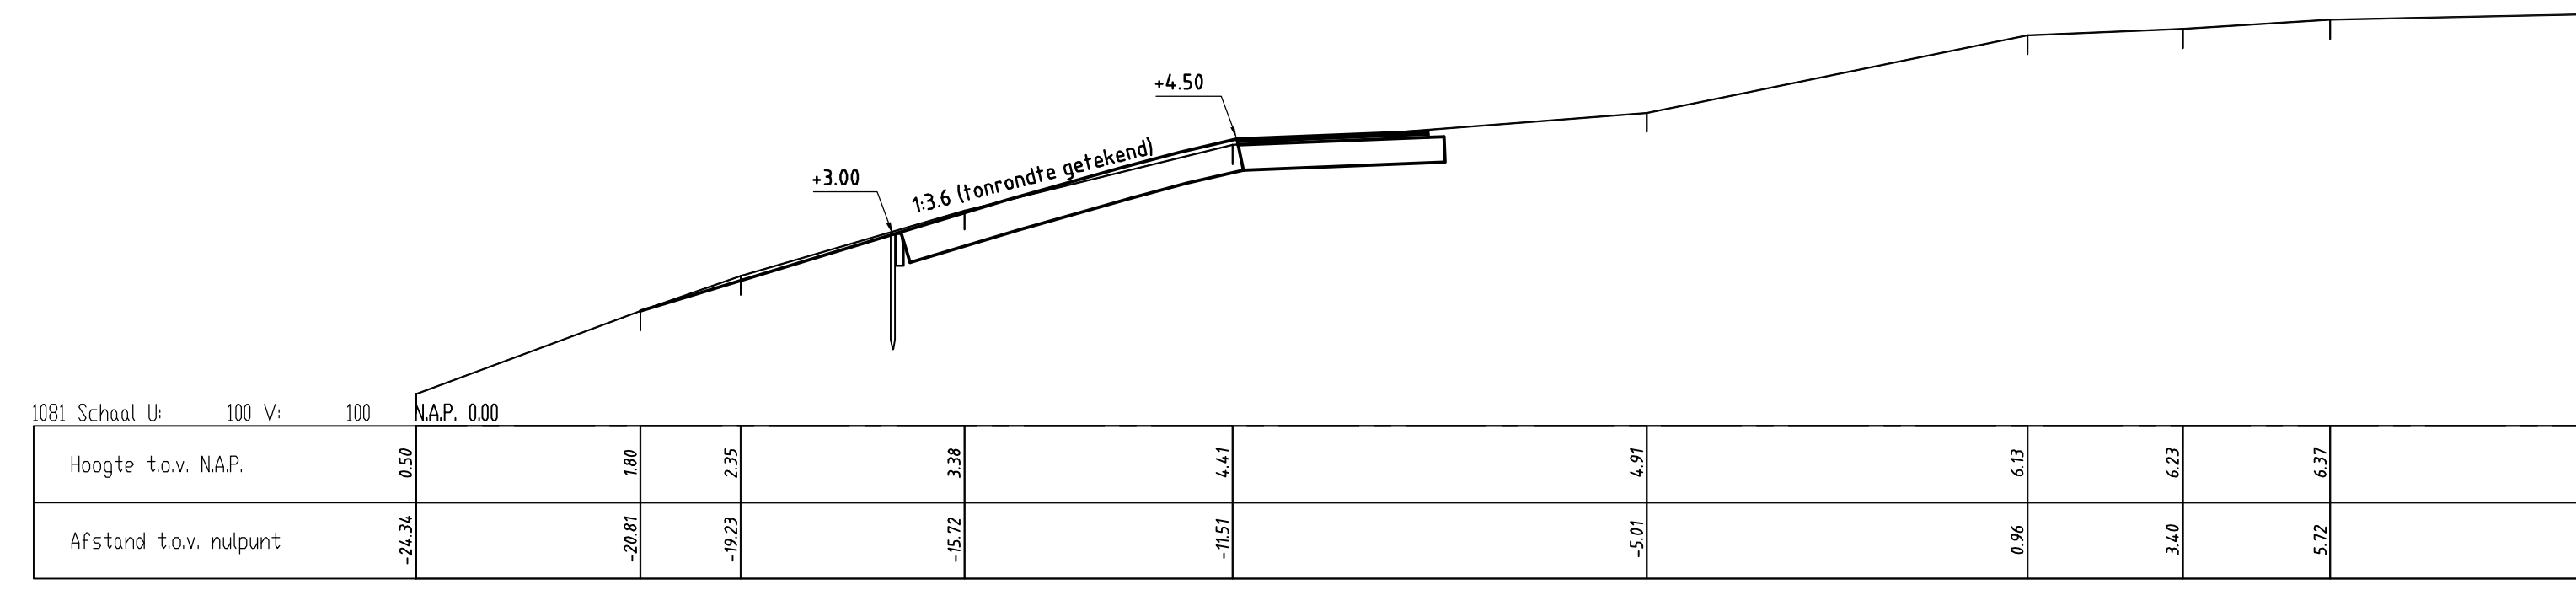 +4.50
1:3.6 (tonrondte getekend)
+3.00
1081 Schaal U: 100 V: 100 N.A.P. 0.00
Hoogte t.o.v. N.A.P. 0.50 1.80 2.35 3.38 4.41 4.91 6.13 6.23 6.37
Afstand t.o.v. nulpunt -24.34 -20.81 -19.23 -15.72 -11.51 -5.01 0.96 3.40 5.72